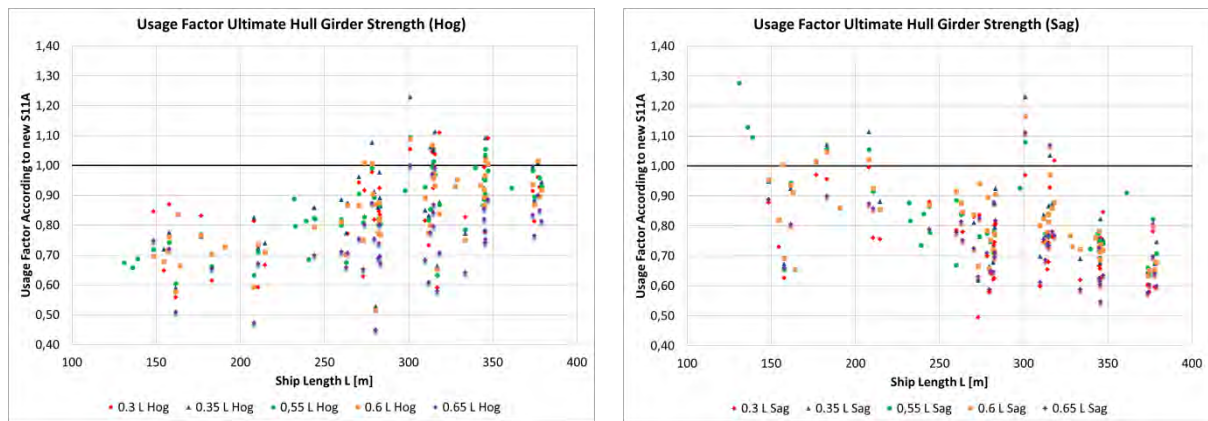 Usage Factor Ultimate Hull Girder Strength (Hog)
Usage Factor According to new S11A
1,40
1,30
1,20
1,10
1,00
0,90
0,80
0,70
0,60
0,50
0,40
100 150 200 250 300 350 400
Ship Length L [m]
0.3 L Hog 0.35 L Hog 0,55 L Hog 0.6 L Hog 0.65 L Hog
Usage Factor Ultimate Hull Girder Strength (Sag)
Usage Factor According to new S11A
1,40
1,30
1,20
1,10
1,00
0,90
0,80
0,70
0,60
0,50
0,40
100 150 200 250 300 350 400
Ship Length L [m]
0.3 L Sag 0.35 L Sag 0,55 L Sag 0.6 L Sag 0.65 L Sag